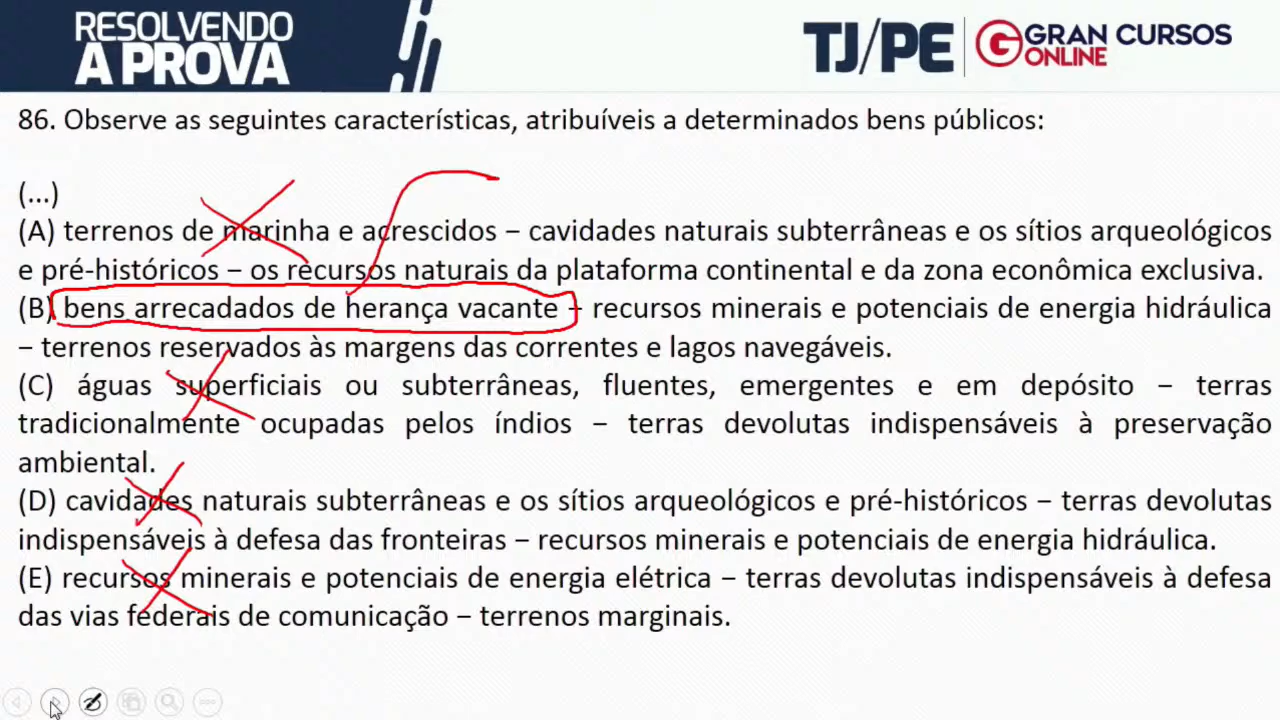 RESOLVENDO
A PROVA
TJ/PE
GRAN CURSOS
ONLINE
86. Observe as seguintes características, atribuíveis a determinados bens públicos:
(...)
(A) terrenos de marinha e acrescidos – cavidades naturais subterrâneas e os sítios arqueológicos
e pré-históricos – os recursos naturais da plataforma continental e da zona econômica exclusiva.
(B) bens arrecadados de herança vacante – recursos minerais e potenciais de energia hidráulica
– terrenos reservados às margens das correntes e lagos navegáveis.
(C) águas superficiais ou subterrâneas, fluentes, emergentes e em depósito – terras
tradicionalmente ocupadas pelos índios – terras devolutas indispensáveis à preservação
ambiental.
(D) cavidades naturais subterrâneas e os sítios arqueológicos e pré-históricos – terras devolutas
indispensáveis à defesa das fronteiras – recursos minerais e potenciais de energia hidráulica.
(E) recursos minerais e potenciais de energia elétrica – terras devolutas indispensáveis à defesa
das vias federais de comunicação – terrenos marginais.